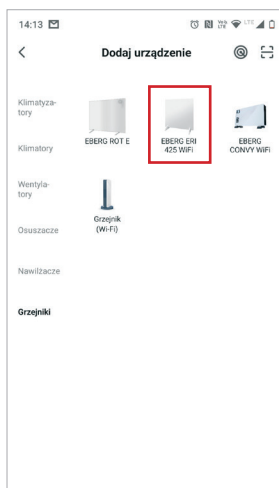 14:13
LTE
Dodaj urządzenie
Klimatyza-
tory
Klimatory
Wentyla-
tory
Osuszacze
Nawilżacze
Grzejniki
EBERG ROT E
EBERG ERI
425 WiFi
EBERG
CONVY WiFi
Grzejnik
(Wi-Fi)